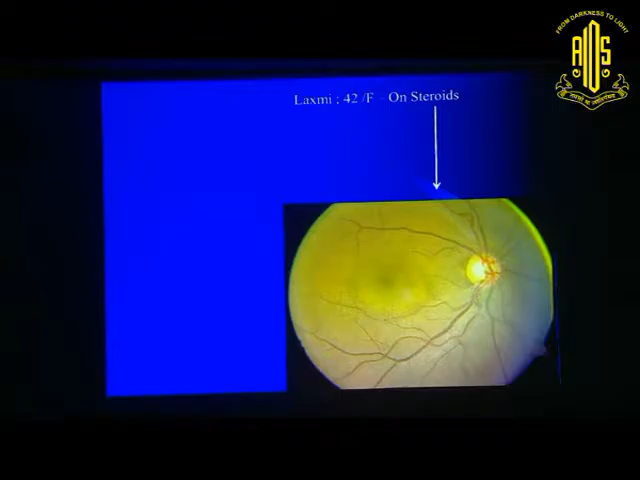 FROM DARKNESS TO LIGHT
AIOS
Laxmi ; 42 /F - On Steroids